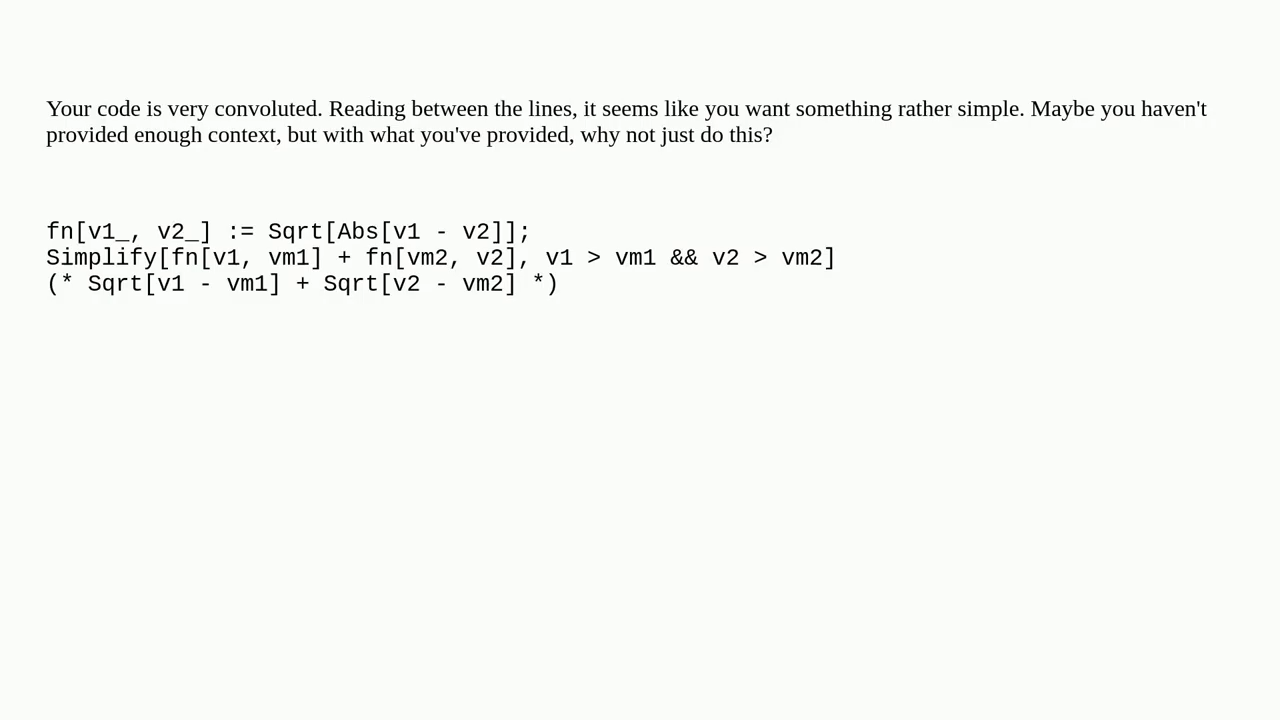 Your code is very convoluted. Reading between the lines, it seems like you want something rather simple. Maybe you haven't
provided enough context, but with what you've provided, why not just do this?
fn[v1_, v2_] := Sqrt[Abs[v1 - v2]];
Simplify[fn[v1, vm1] + fn[vm2, v2], v1 > vm1 && v2 > vm2]
(* Sqrt[v1 - vm1] + Sqrt[v2 - vm2] *)